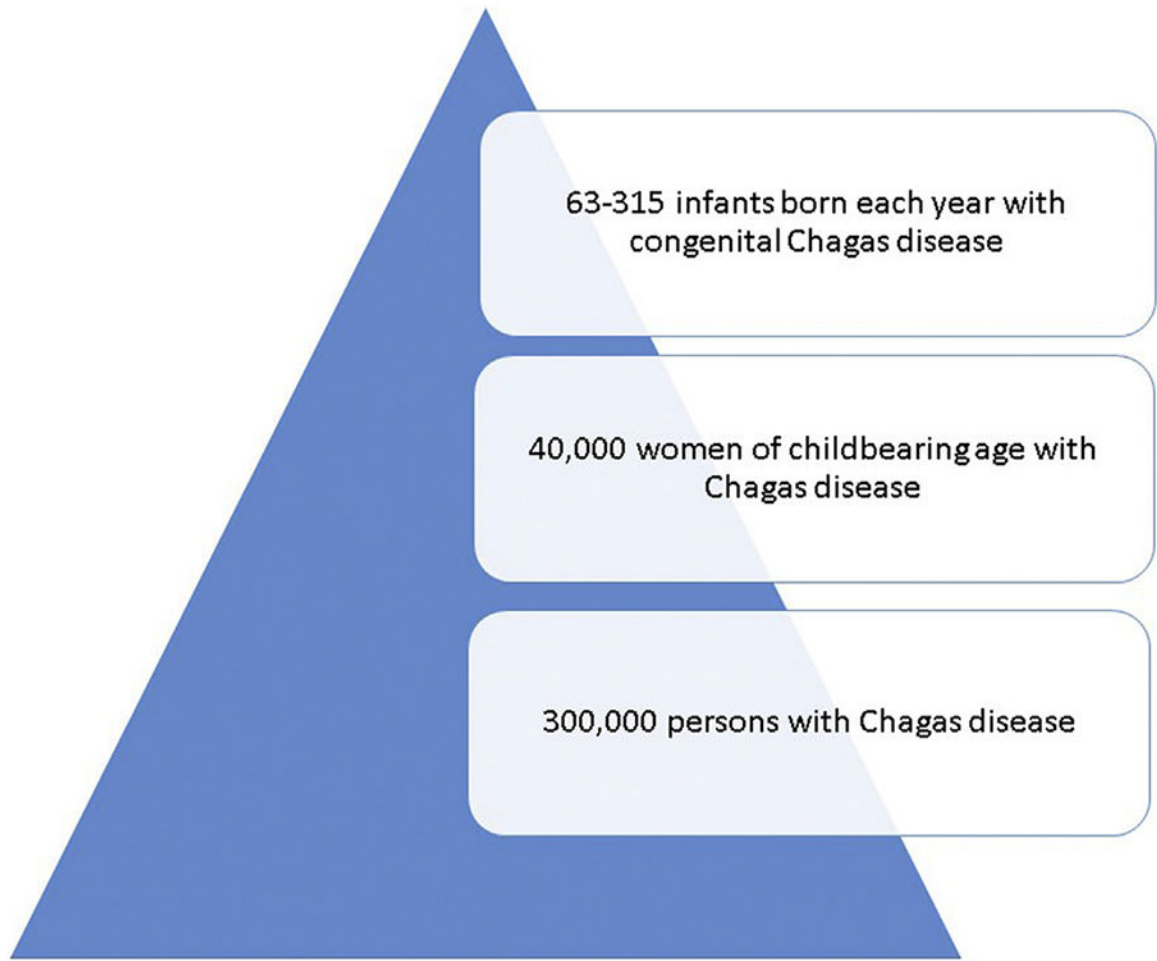 63-315 infants born each year with
congenital Chagas disease
40,000 women of childbearing age with
Chagas disease
300,000 persons with Chagas disease